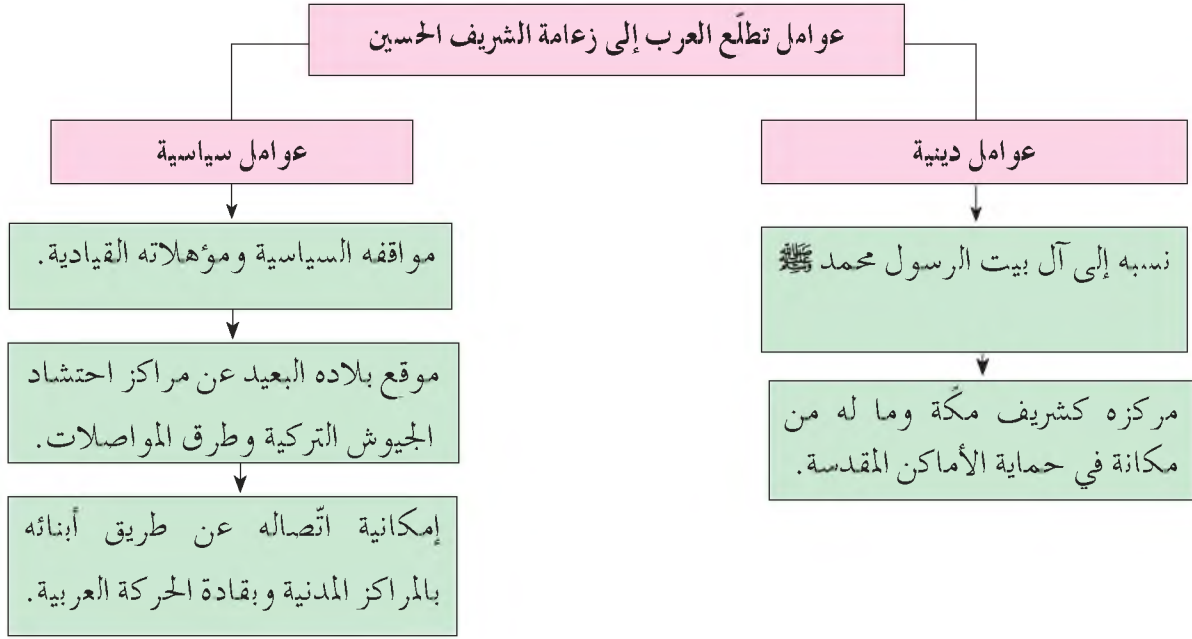 عوامل تطلّع العرب إلى زعامة الشريف الحسين
عوامل دينية
نسبه إلى آل بيت الرسول محمد ﷺ
مركزه كشريف مكّة وما له من
مكانة في حماية الأماكن المقدسة.
عوامل سياسية
مواقفه السياسية ومؤهلاته القيادية.
موقع بلاده البعيد عن مراكز احتشاد
الجيوش التركية وطرق المواصلات.
إمكانية اتّصاله عن طريق أبنائه
بالمراكز المدنية وبقادة الحركة العربية.